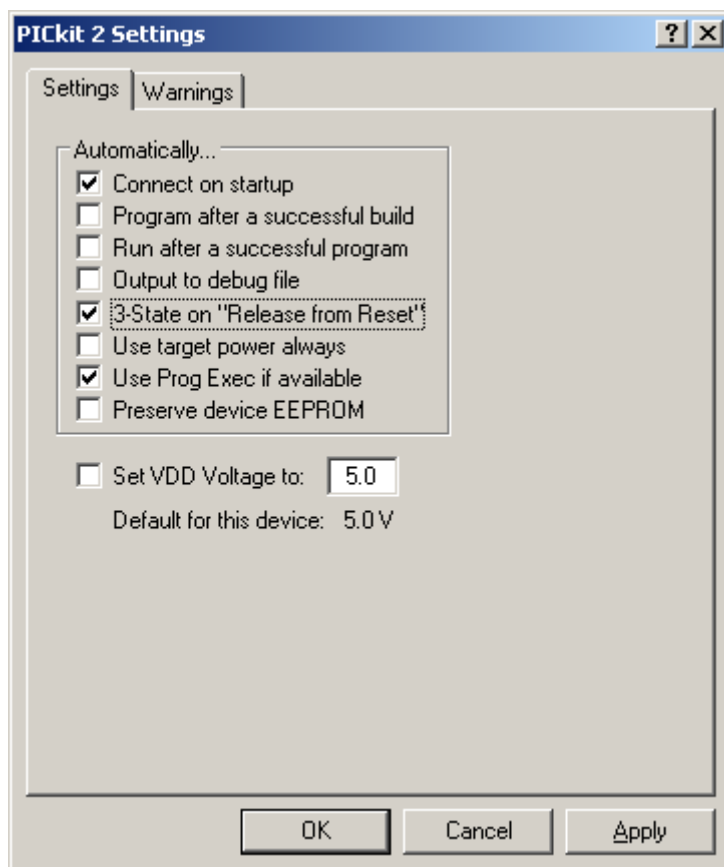 PICkit 2 Settings
Settings
Warnings
Automatically...
Connect on startup
Program after a successful build
Run after a successful program
Output to debug file
3-State on "Release from Reset"
Use target power always
Use Prog Exec if available
Preserve device EEPROM
Set VDD Voltage to: 5.0
Default for this device: 5.0 V
OK
Cancel
Apply